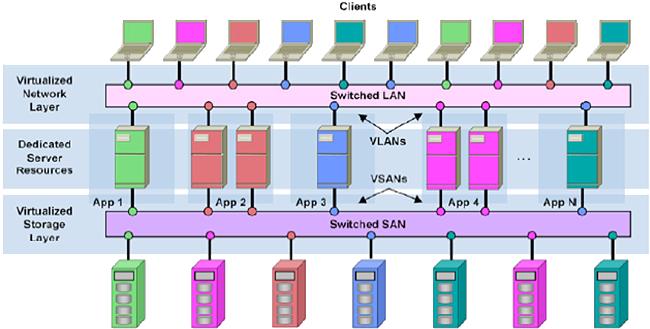 Clients
Virtualized
Network
Layer
Switched LAN
Dedicated
Server
Resources
VLANs
...
VSANs
App 1
App 2
App 3
App 4
App N
Virtualized
Storage
Layer
Switched SAN